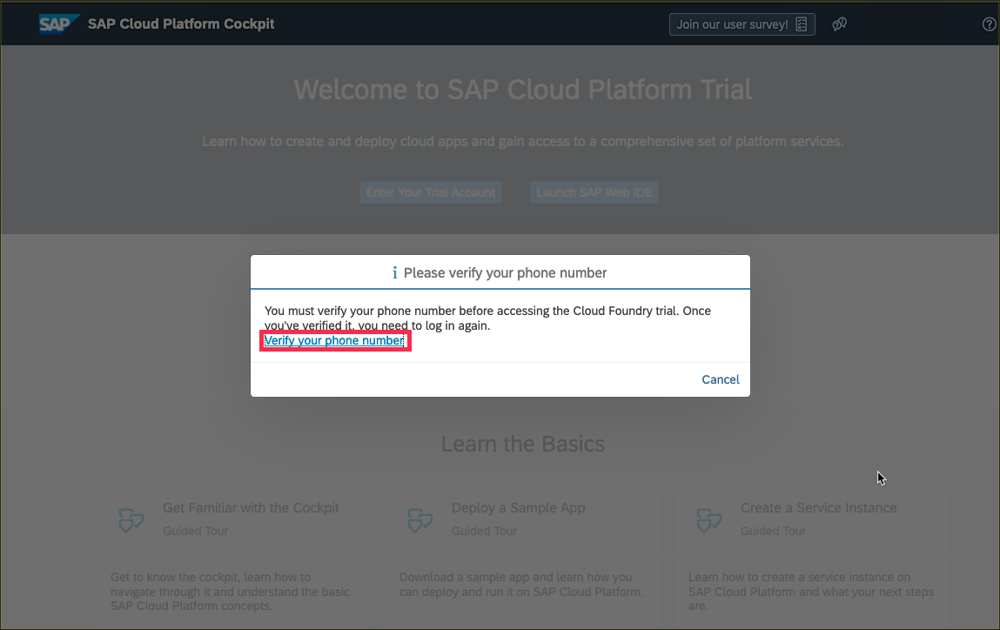 SAP SAP Cloud Platform Cockpit Join our user survey! ?
Welcome to SAP Cloud Platform Trial
Learn how to create and deploy cloud apps and gain access to a comprehensive set of platform services.
Enter Your Trial Account Launch SAP Web IDE
i Please verify your phone number
You must verify your phone number before accessing the Cloud Foundry trial. Once
you've verified it, you need to log in again.
Verify your phone number
Cancel
Learn the Basics
Get Familiar with the Cockpit
Guided Tour
Get to know the cockpit, learn how to
navigate through it and understand the basic
SAP Cloud Platform concepts.
Deploy a Sample App
Guided Tour
Download a sample app and learn how you
can deploy and run it on SAP Cloud Platform.
Create a Service Instance
Guided Tour
Learn how to create a service instance on
SAP Cloud Platform and what your next steps
are.